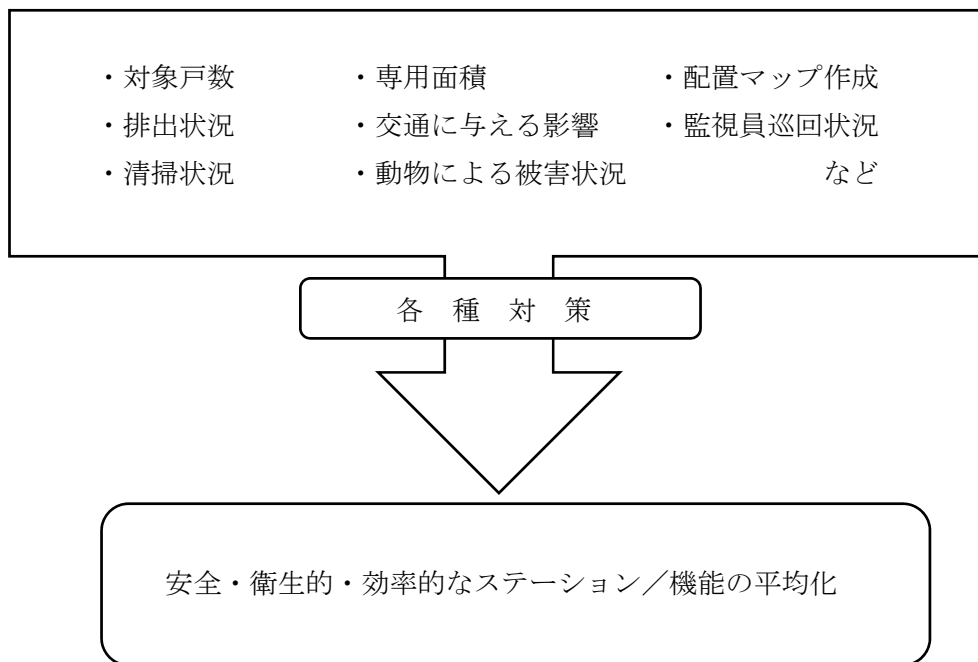 ・対象戸数 ・専用面積 ・配置マップ作成
・排出状況 ・交通に与える影響 ・監視員巡回状況
・清掃状況 ・動物による被害状況 など
各 種 対 策
安全・衛生的・効率的なステーション／機能の平均化